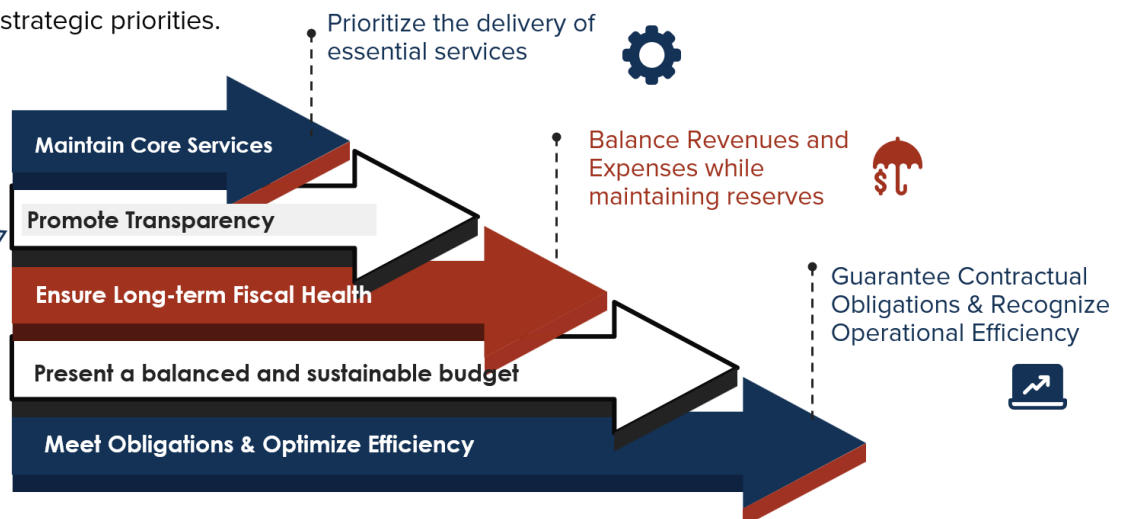 strategic priorities.
Prioritize the delivery of
essential services
Maintain Core Services
Balance Revenues and
Expenses while
maintaining reserves
$
Promote Transparency
Ensure Long-term Fiscal Health
Guarantee Contractual
Obligations & Recognize
Operational Efficiency
Present a balanced and sustainable budget
Meet Obligations & Optimize Efficiency